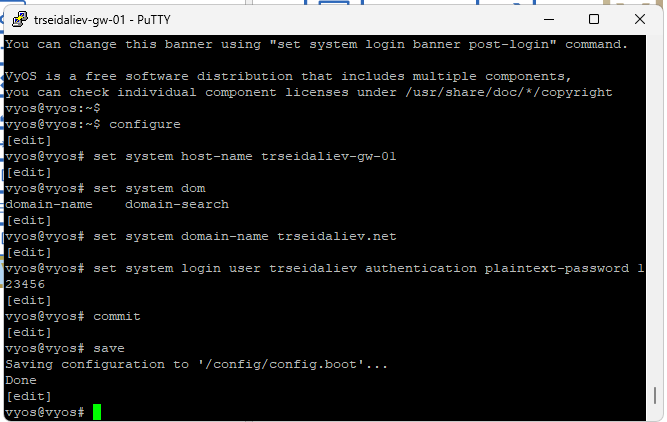 trseidaliev-gw-01 - PuTTY
You can change this banner using "set system login banner post-login" command.
VyOS is a free software distribution that includes multiple components,
you can check individual component licenses under /usr/share/doc/*/copyright
vyos@vyos:~$
vyos@vyos:~$ configure
[edit]
vyos@vyos# set system host-name trseidaliev-gw-01
[edit]
vyos@vyos# set system dom
domain-name    domain-search
[edit]
vyos@vyos# set system domain-name trseidaliev.net
[edit]
vyos@vyos# set system login user trseidaliev authentication plaintext-password 1
23456
[edit]
vyos@vyos# commit
[edit]
vyos@vyos# save
Saving configuration to '/config/config.boot'...
Done
[edit]
vyos@vyos#